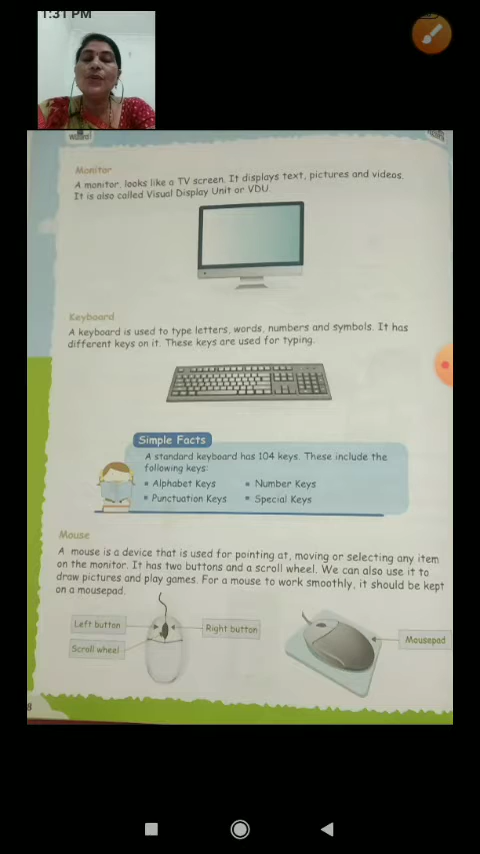 1:31 PM
Monitor
A monitor, looks like a TV screen. It displays text, pictures and videos.
It is also called Visual Display Unit or VDU.
Keyboard
A keyboard is used to type letters, words, numbers and symbols. It has
different keys on it. These keys are used for typing.
Simple Facts
A standard keyboard has 104 keys. These include the
following keys:
• Alphabet Keys • Number Keys
• Punctuation Keys • Special Keys
Mouse
A mouse is a device that is used for pointing at, moving or selecting any item
on the monitor. It has two buttons and a scroll wheel. We can also use it to
draw pictures and play games. For a mouse to work smoothly, it should be kept
on a mousepad.
Left button
Right button
Scroll wheel
Mousepad
8